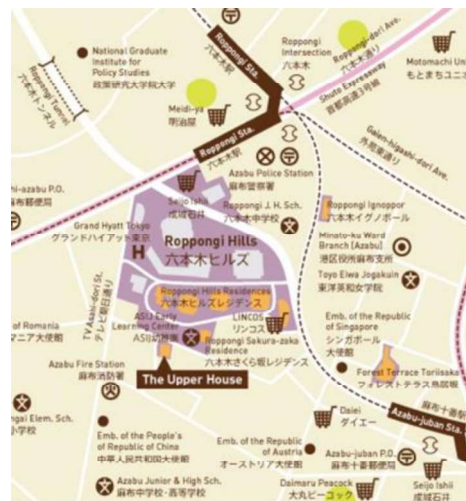 National Graduate
Institute for
Policy Studies
政策研究大学院大学
Roppongi Tunnel
六本木トンネル
Roppongi Sta.
六本木駅
Roppongi
Intersection
六本木
Roppongi-dori Ave.
六本木通り
Shuto Expressway
首都高速3号線
もとまちユニオ
Meidi-ya
明治屋
Roppongi Sta.
六本木駅
Gaien-higashi-dori Ave.
外苑東通り
Azabu Police Station
麻布警察署
Seijo Ishii
成城石井
Roppongi J. H. Sch.
六本木中学校
Roppongi Ignoppor
六本木イグノポール
Minato-ku Ward
Branch [Azabu]
港区役所麻布支所
Toyo Eiwa Jogakuin
東洋英和女学院
麻布郵便局
Grand Hyatt Tokyo
グランドハイアット東京
H
Roppongi Hills
六本木ヒルズ
Roppongi Hills Residences
六本木ヒルズレジデンス
TV Asahi-dori St.
テレビ朝日通り
ASIJ Early
Learning Center
ASIJ幼稚園
LINCOS
リンコス
Roppongi Sakura-zaka
Residence
六本木さくら坂レジデンス
Emb. of the Republic
of Singapore
シンガポール
大使館
of Romania
マニア大使館
Azabu Fire Station
麻布消防署
The Upper House
Forest Terrace Toriisaka
フォレストテラス鳥居坂
ngai Elem. Sch.
小学校
Emb. of the People's
Republic of China
中華人民共和国大使館
Daiei
ダイエー
麻布十番駅
Azabu-juban Sta.
Emb. of the Republic
of Austria
オーストリア大使館
Azabu-juban P.O.
麻布十番郵便局
Azabu Junior & High Sch.
麻布中学校・高等学校
Daimaru Peacock
大丸ピーコック
Seijo Ishii
成城石井